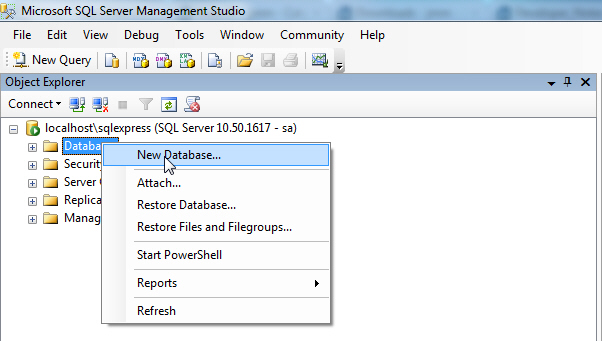 Microsoft SQL Server Management Studio
File Edit View Debug Tools Window Community Help
New Query
Object Explorer
Connect
localhost\sqlexpress (SQL Server 10.50.1617 - sa)
Databa
New Database...
Security
Attach...
Server
Restore Database...
Replica
Restore Files and Filegroups...
Manag
Start PowerShell
Reports
Refresh